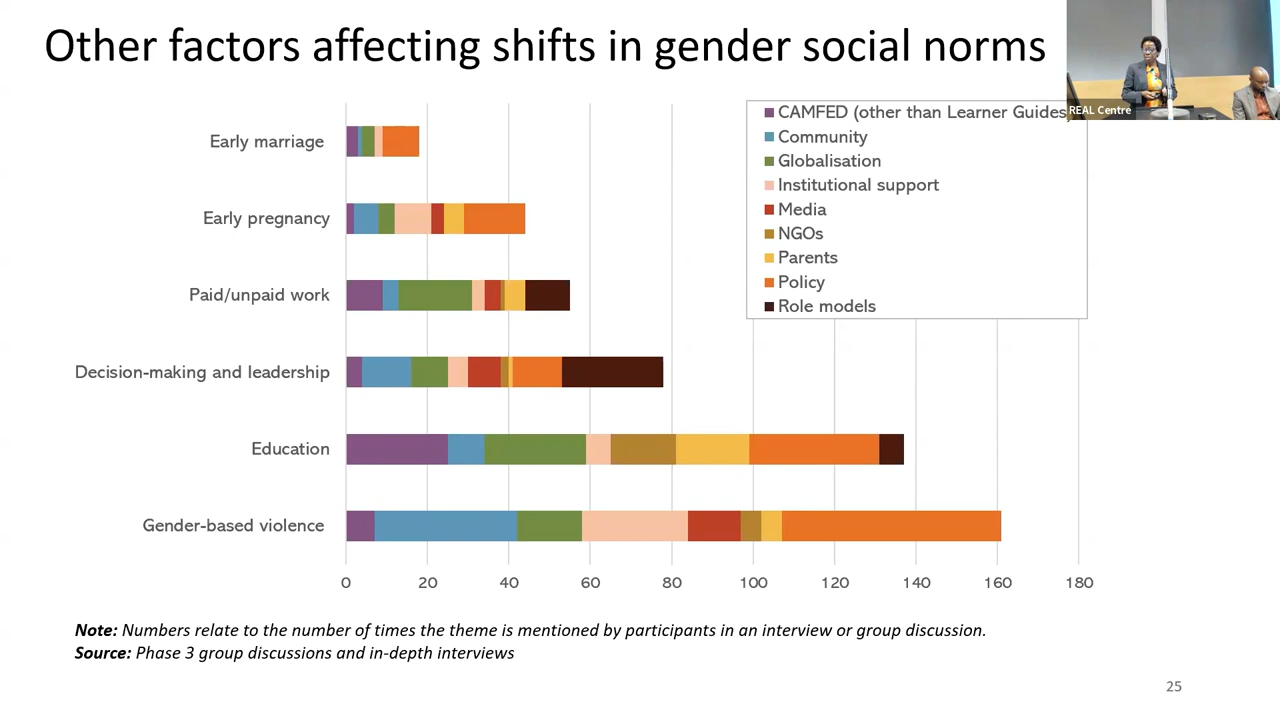 Other factors affecting shifts in gender social norms
REAL Centre
CAMFED (other than Learner Guides
Community
Globalisation
Institutional support
Media
NGOs
Parents
Policy
Role models
Early marriage
Early pregnancy
Paid/unpaid work
Decision-making and leadership
Education
Gender-based violence
0 20 40 60 80 100 120 140 160 180
Note: Numbers relate to the number of times the theme is mentioned by participants in an interview or group discussion.
Source: Phase 3 group discussions and in-depth interviews
25